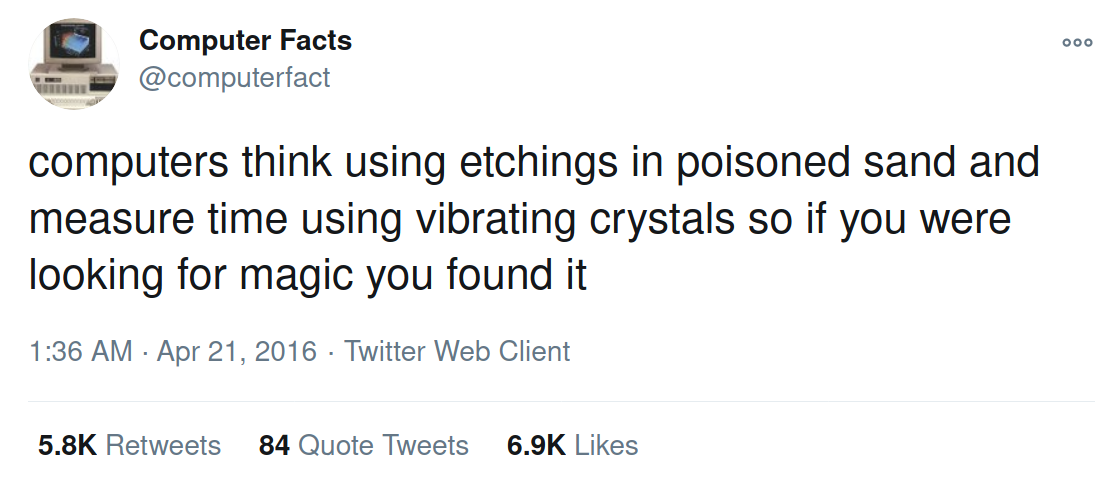 Computer Facts
@computerfact
computers think using etchings in poisoned sand and
measure time using vibrating crystals so if you were
looking for magic you found it
1:36 AM · Apr 21, 2016 · Twitter Web Client
5.8K Retweets 84 Quote Tweets 6.9K Likes